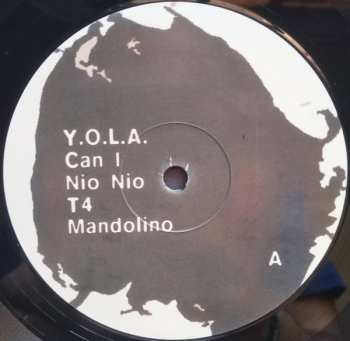 Y.O.L.A.
Can I
Nio Nio
T4
Mandolino
A